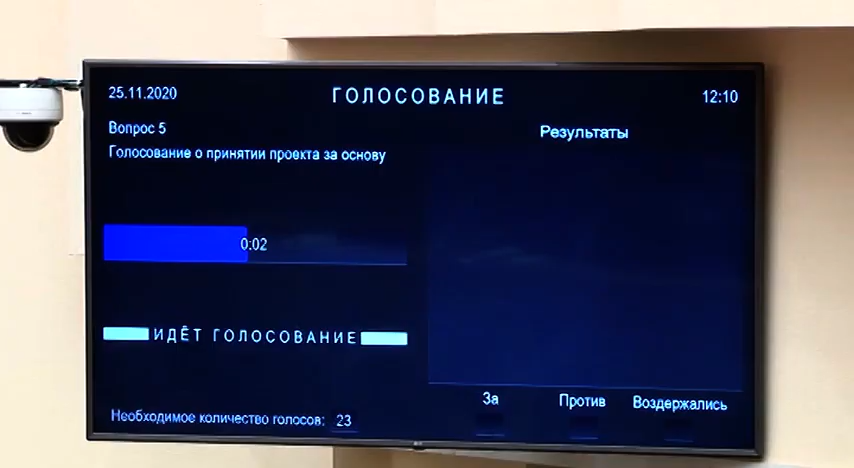 25.11.2020 ГОЛОСОВАНИЕ 12:10
Вопрос 5
Результаты
Голосование о принятии проекта за основу
0:02
ИДЁТ ГОЛОСОВАНИЕ
За Против Воздержались
Необходимое количество голосов: 23